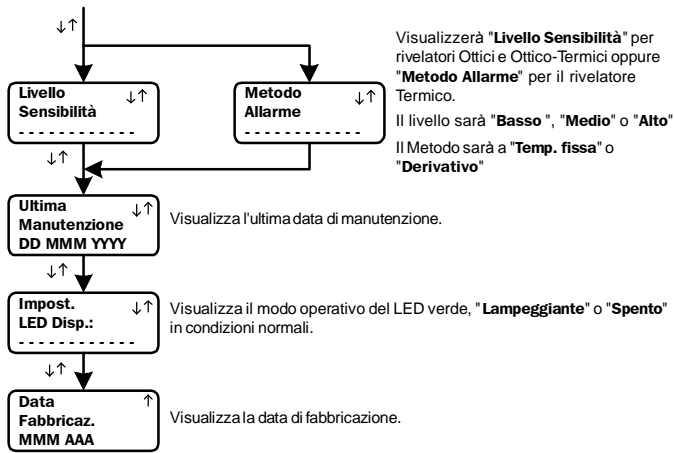 ↓↑
Visualizzerà "Livello Sensibilità" per
rivelatori Ottici e Ottico-Termici oppure
"Metodo Allarme" per il rivelatore
Termico.
Il livello sarà "Basso ", "Medio" o "Alto"
Il Metodo sarà a "Temp. fissa" o
"Derivativo"
Livello ↓↑
Sensibilità
- - - - - - - - - - - -
Metodo ↓↑
Allarme
- - - - - - - - - - - -
↓↑
Ultima ↓↑
Manutenzione
DD MMM YYYY
Visualizza l'ultima data di manutenzione.
↓↑
Impost. ↓↑
LED Disp.:
- - - - - - - - - - - -
Visualizza il modo operativo del LED verde, "Lampeggiante" o "Spento"
in condizioni normali.
↓↑
Data ↑
Fabbricaz.
MMM AAA
Visualizza la data di fabbricazione.